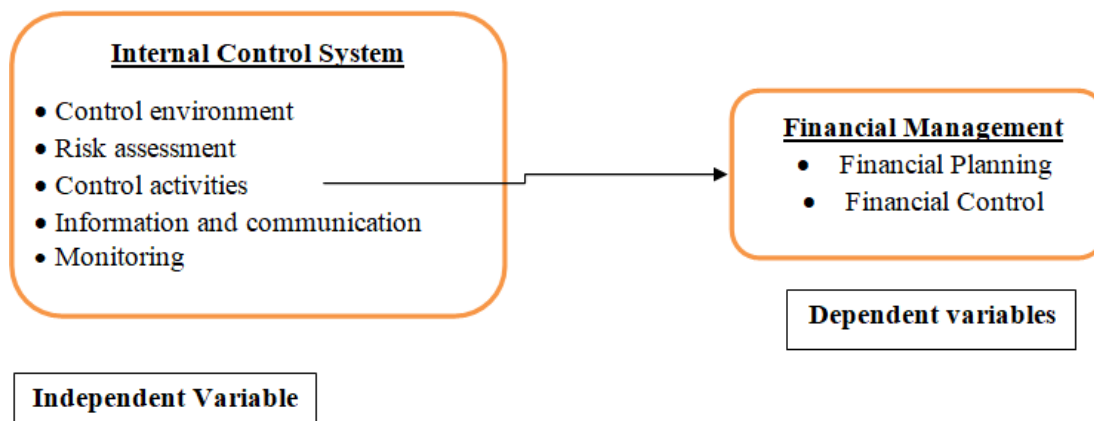 Internal Control System
• Control environment
• Risk assessment
• Control activities
• Information and communication
• Monitoring
Independent Variable
Financial Management
• Financial Planning
• Financial Control
Dependent variables